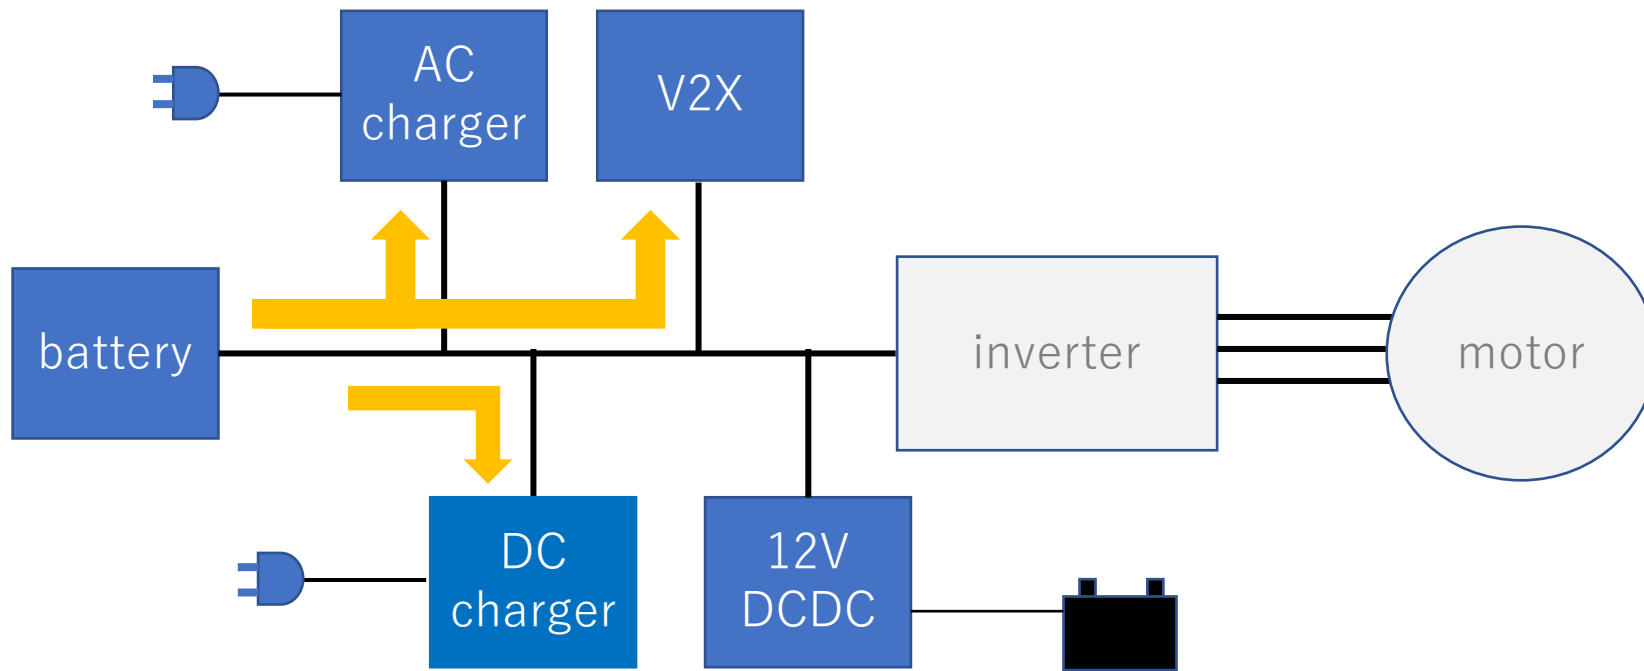 AC
charger
V2X
battery
inverter
motor
DC
charger
12V
DCDC